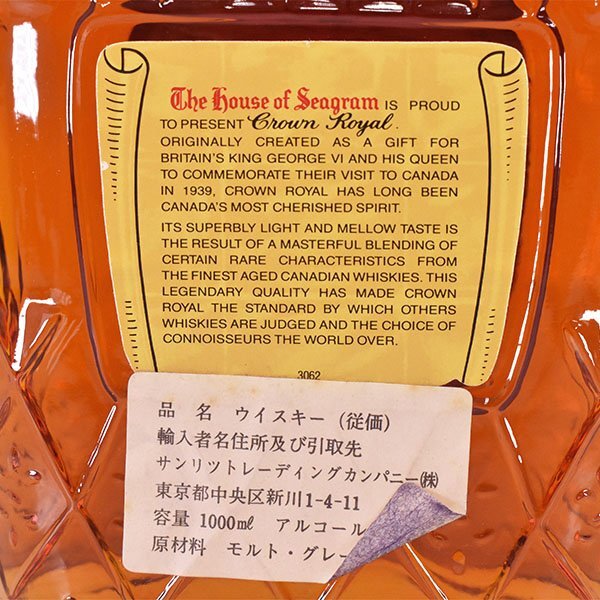 The House of Seagram IS PROUD
TO PRESENT Crown Royal.
ORIGINALLY CREATED AS A GIFT FOR
BRITAIN'S KING GEORGE VI AND HIS QUEEN
TO COMMEMORATE THEIR VISIT TO CANADA
IN 1939, CROWN ROYAL HAS LONG BEEN
CANADA'S MOST CHERISHED SPIRIT.
ITS SUPERBLY LIGHT AND MELLOW TASTE IS
THE RESULT OF A MASTERFUL BLENDING OF
CERTAIN RARE CHARACTERISTICS FROM
THE FINEST AGED CANADIAN WHISKIES. THIS
LEGENDARY QUALITY HAS MADE CROWN
ROYAL THE STANDARD BY WHICH OTHERS
WHISKIES ARE JUDGED AND THE CHOICE OF
CONNOISSEURS THE WORLD OVER.
3062
品 名 ウイスキー (従価)
輸入者名住所及び引取先
サンリツトレーディングカンパニー㈱
東京都中央区新川1-4-11
容量 1000㎖ アルコール
原材料 モルト・グレー